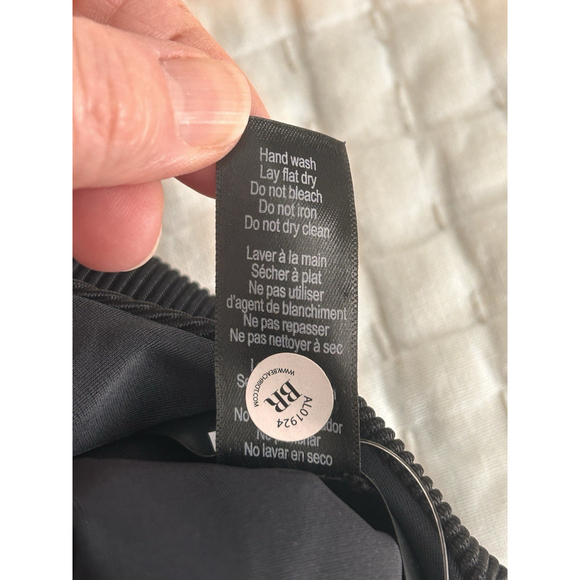 Hand wash
Lay flat dry
Do not bleach
Do not iron
Do not dry clean
Laver à la main
Sécher à plat
Ne pas utiliser
d'agent de blanchiment
Ne pas repasser
Ne pas nettoyer à sec
WWW.BEACHRIOT.COM
BR
AL01924
No
No
No lavar en seco